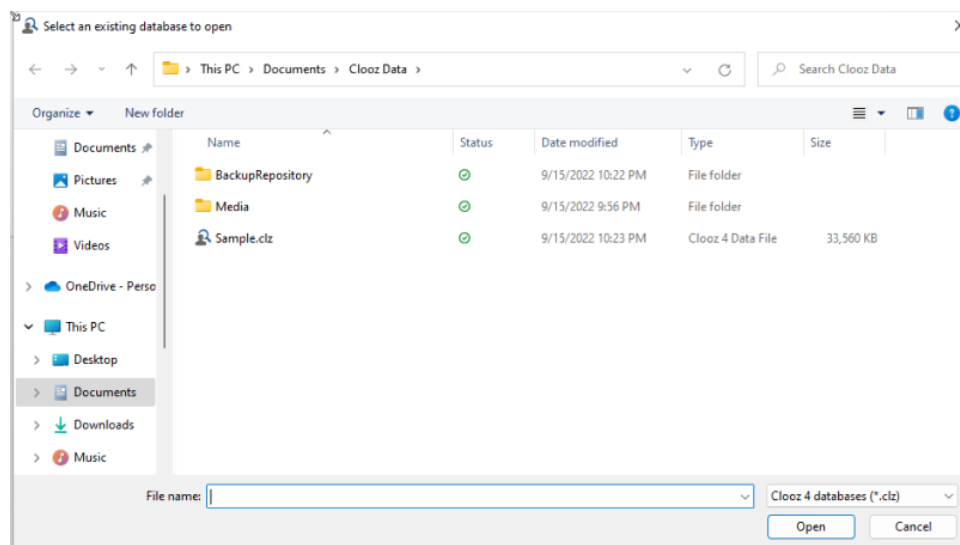 Select an existing database to open
This PC > Documents > Clooz Data >
Search Clooz Data
Organize
New folder
?
Name Status Date modified Type Size
Documents
Pictures
Music
Videos
OneDrive - Perso
This PC
Desktop
Documents
Downloads
Music
BackupRepository 9/15/2022 10:22 PM File folder
Media 9/15/2022 9:56 PM File folder
Sample.clz 9/15/2022 10:23 PM Clooz 4 Data File 33,560 KB
File name:
Clooz 4 databases (*.clz)
Open Cancel